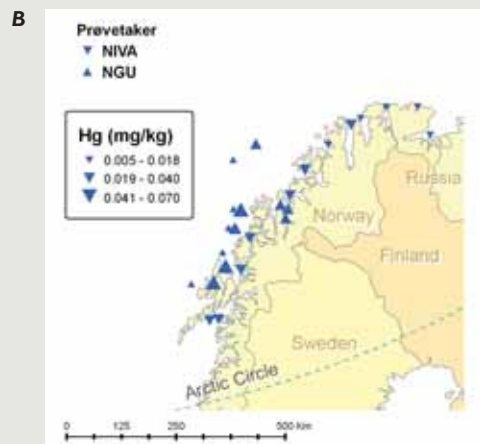 B
Prøvetaker
NIVA
NGU
Hg (mg/kg)
0.005 - 0.018
0.019 - 0.040
0.041 - 0.070
Russia
Norway
Finland
Sweden
Arctic Circle
0 125 250 500 km